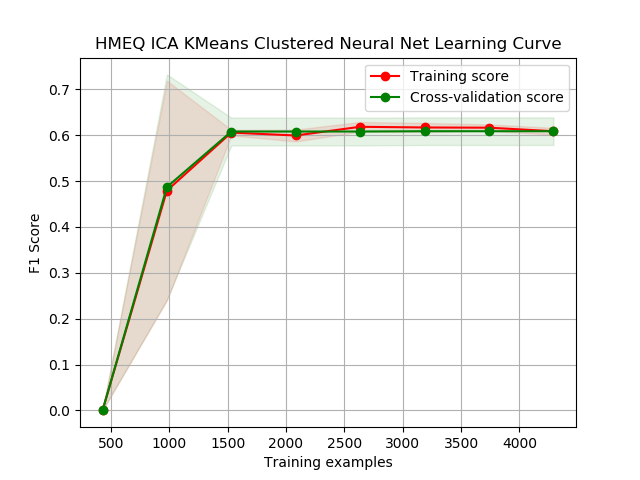 HMEQ ICA KMeans Clustered Neural Net Learning Curve
Training score
Cross-validation score
F1 Score
0.7
0.6
0.5
0.4
0.3
0.2
0.1
0.0
500 1000 1500 2000 2500 3000 3500 4000
Training examples